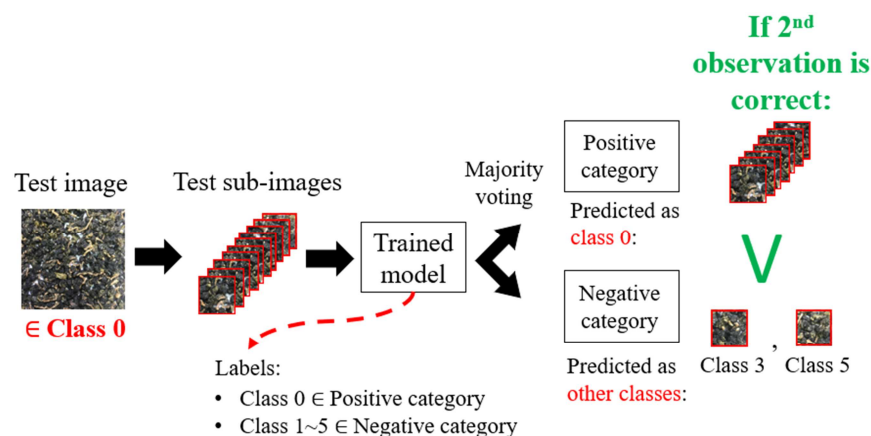 If 2nd
observation is
correct:
Test image
Test sub-images
Majority
voting
Positive
category
Trained
model
Predicted as
class 0:
∈ Class 0
Negative
category
V
Labels:
• Class 0 ∈ Positive category
• Class 1~5 ∈ Negative category
Predicted as
other classes:
,
Class 3
Class 5